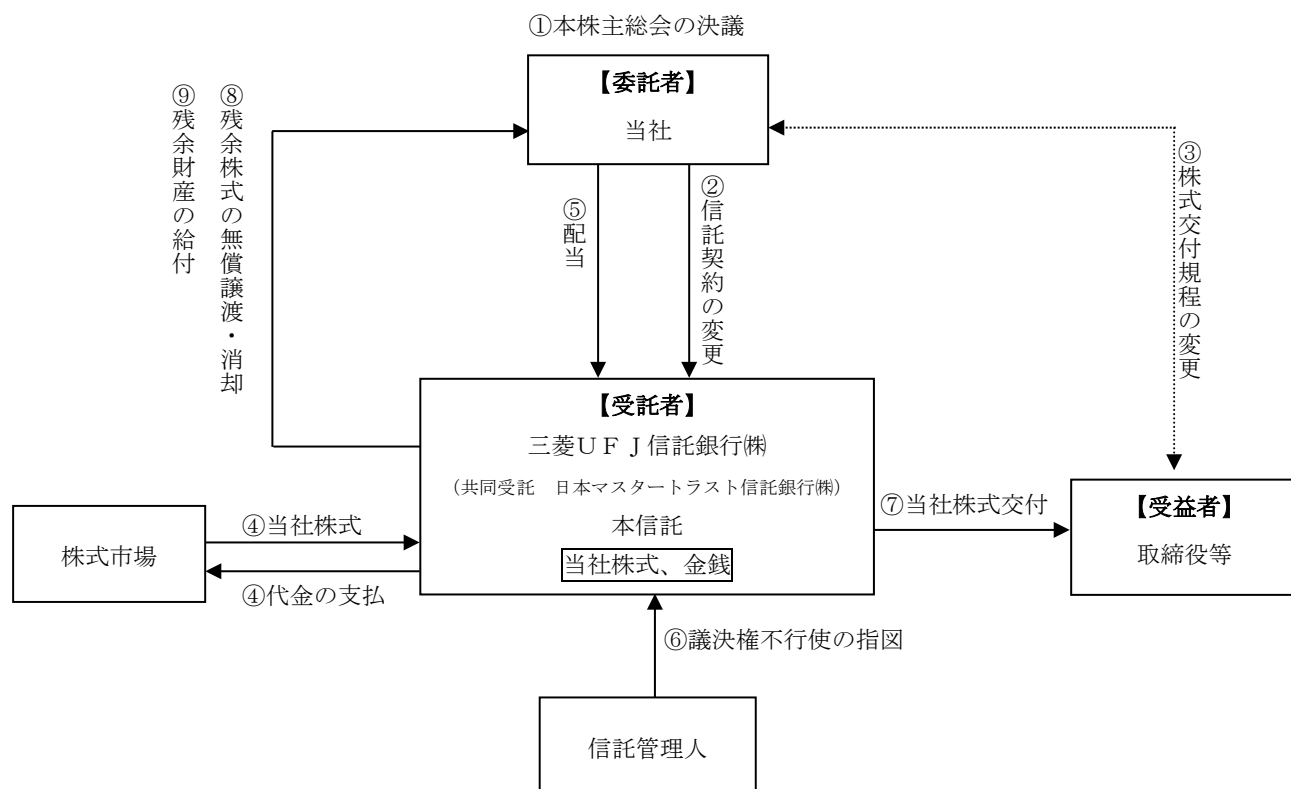 ①本株主総会の決議
【委託者】
当社
⑨残余財産の給付
⑧残余株式の無償譲渡・消却
⑤配当
②信託契約の変更
③株式交付規程の変更
【受託者】
三菱ＵＦＪ信託銀行㈱
（共同受託　日本マスタートラスト信託銀行㈱）
本信託
当社株式、金銭
株式市場
④当社株式
④代金の支払
⑦当社株式交付
【受益者】
取締役等
⑥議決権不行使の指図
信託管理人